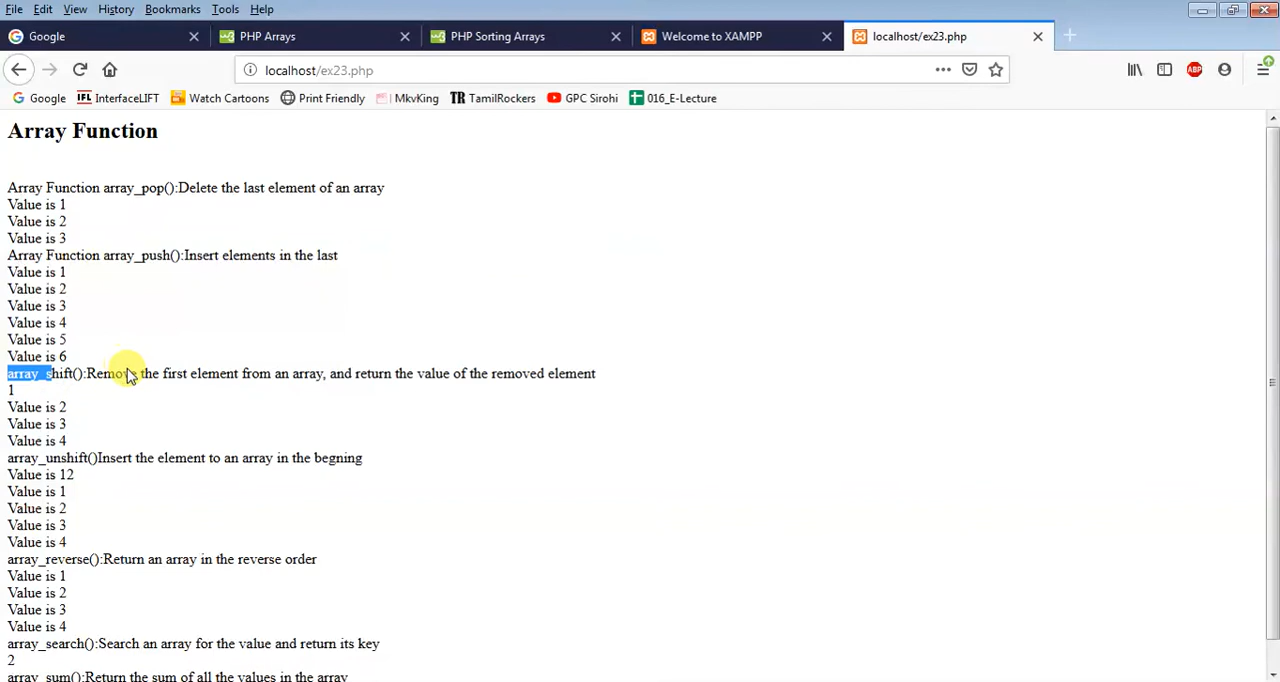 File Edit View History Bookmarks Tools Help
Google PHP Arrays PHP Sorting Arrays Welcome to XAMPP localhost/ex23.php
localhost/ex23.php ABP
Google IFL InterfaceLIFT Watch Cartoons Print Friendly MkvKing TR TamilRockers GPC Sirohi 016_E-Lecture
Array Function
Array Function array_pop():Delete the last element of an array
Value is 1
Value is 2
Value is 3
Array Function array_push():Insert elements in the last
Value is 1
Value is 2
Value is 3
Value is 4
Value is 5
Value is 6
array_shift():Remove the first element from an array, and return the value of the removed element
1
Value is 2
Value is 3
Value is 4
array_unshift()Insert the element to an array in the begning
Value is 12
Value is 1
Value is 2
Value is 3
Value is 4
array_reverse():Return an array in the reverse order
Value is 1
Value is 2
Value is 3
Value is 4
array_search():Search an array for the value and return its key
2
array_sum():Return the sum of all the values in the array